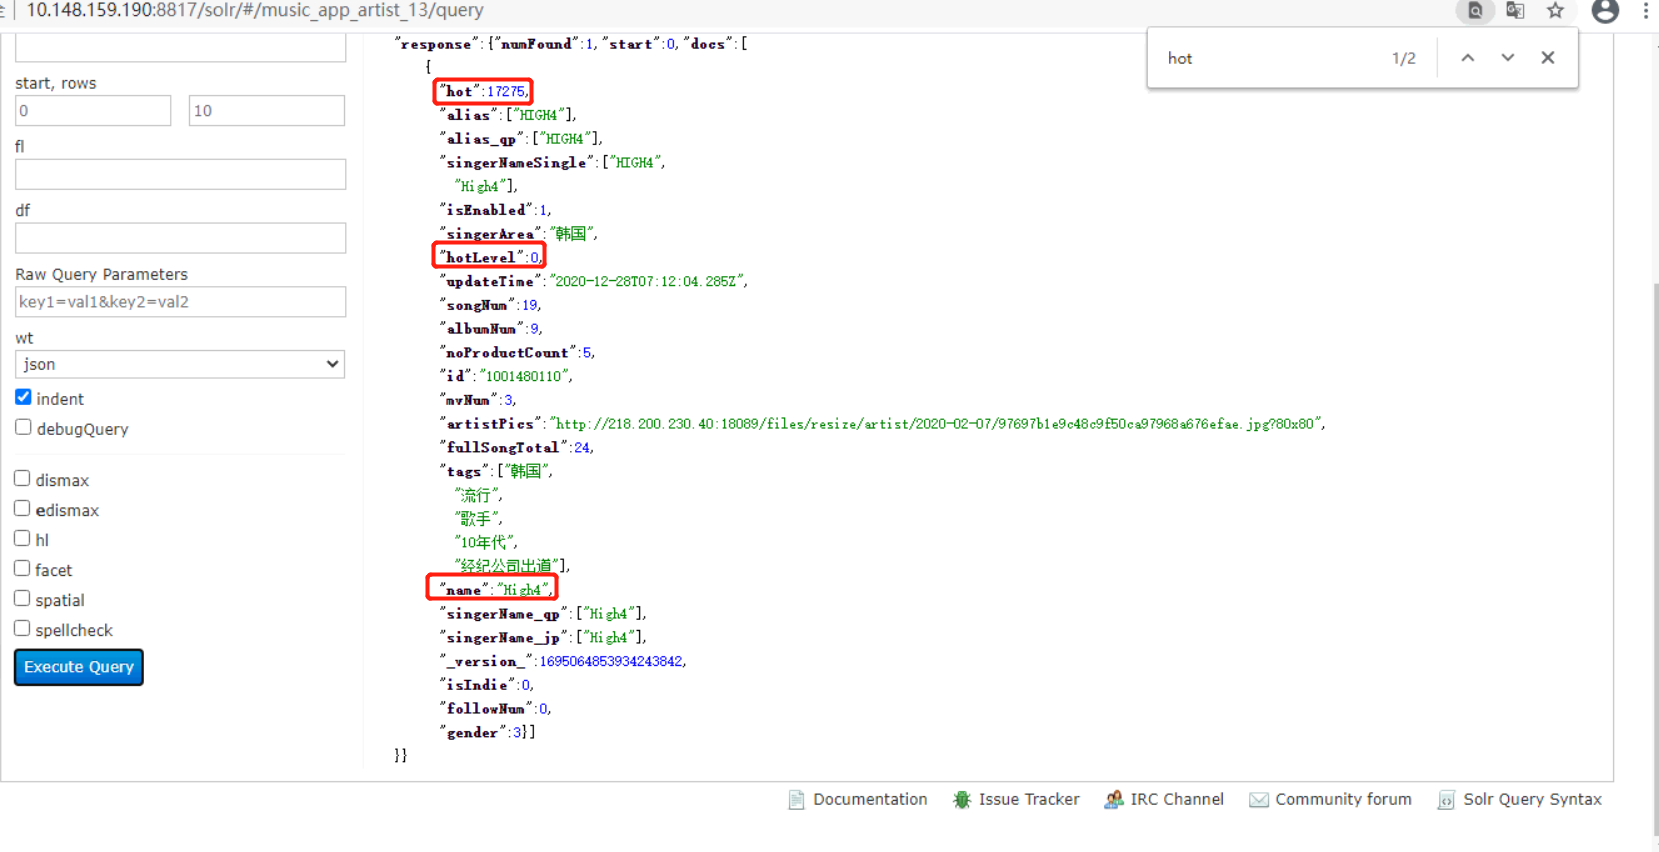 10.148.159.190:8817/solr/#/music_app_artist_13/query
hot 1/2
start, rows
0 10
fl
df
Raw Query Parameters
key1=val1&key2=val2
wt
json
indent
debugQuery
dismax
edismax
hl
facet
spatial
spellcheck
Execute Query
"response":{"numFound":1,"start":0,"docs":[
{
"hot":17275,
"alias":["HIGH4"],
"alias_qp":["HIGH4"],
"singerNameSingle":["HIGH4",
"High4"],
"isEnabled":1,
"singerArea":"韩国",
"hotLevel":0,
"updateTime":"2020-12-28T07:12:04.285Z",
"songNum":19,
"albumNum":9,
"noProductCount":5,
"id":"1001480110",
"mvNum":3,
"artistPics":"http://218.200.230.40:18089/files/resize/artist/2020-02-07/97697b1e9c48c9f50ca97968a676efae.jpg?80x80",
"fullSongTotal":24,
"tags":["韩国",
"流行",
"歌手",
"10年代",
"经纪公司出道"],
"name":"High4",
"singerName_qp":["High4"],
"singerName_jp":["High4"],
"_version_":1695064853934243842,
"isIndie":0,
"followNum":0,
"gender":3}]
}}
Documentation Issue Tracker IRC Channel Community forum Solr Query Syntax